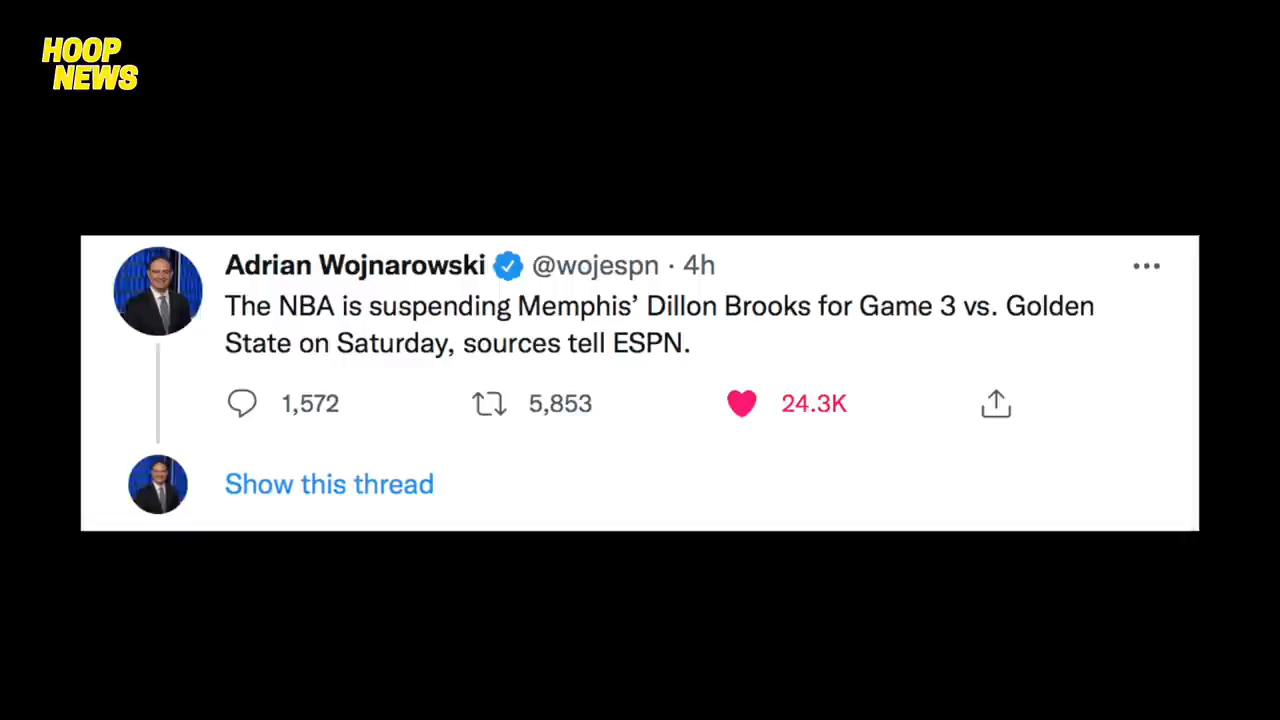 HOOP
NEWS
Adrian Wojnarowski @wojespn · 4h
The NBA is suspending Memphis’ Dillon Brooks for Game 3 vs. Golden
State on Saturday, sources tell ESPN.
1,572 5,853 24.3K
Show this thread